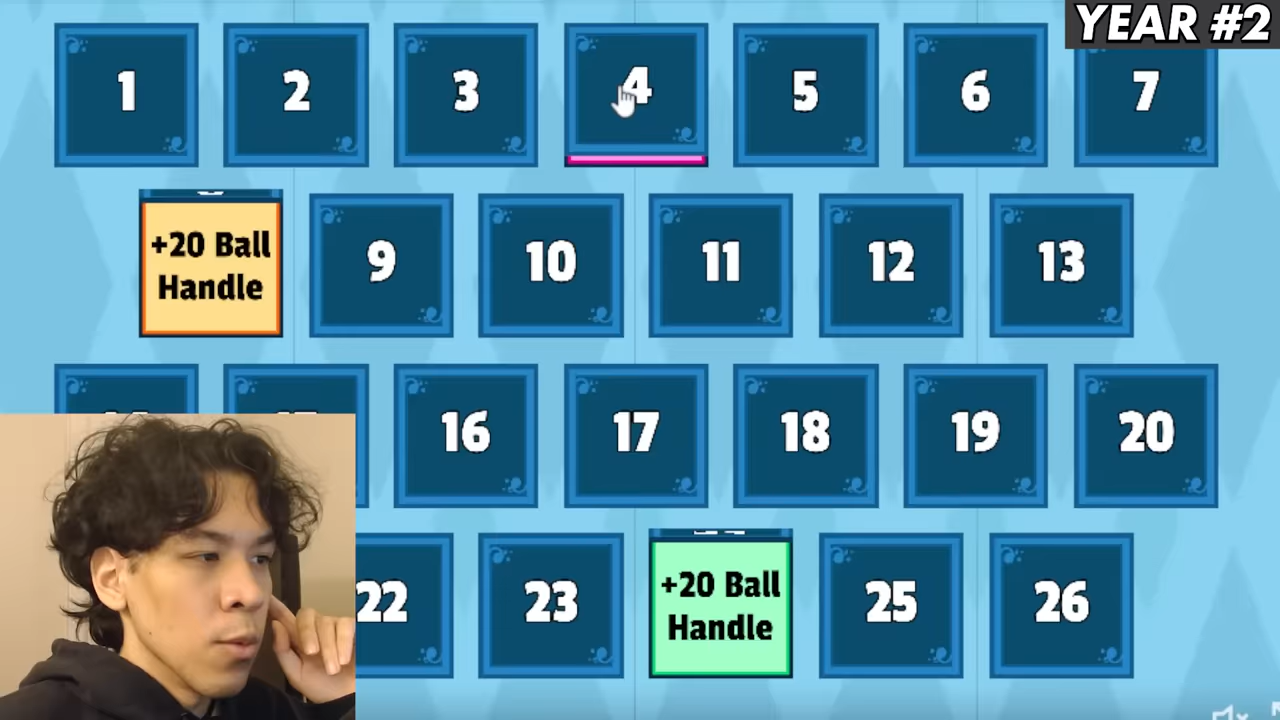 YEAR #2
1 2 3 4 5 6 7
+20 Ball
Handle
9 10 11 12 13
16 17 18 19 20
22 23
+20 Ball
Handle
25 26